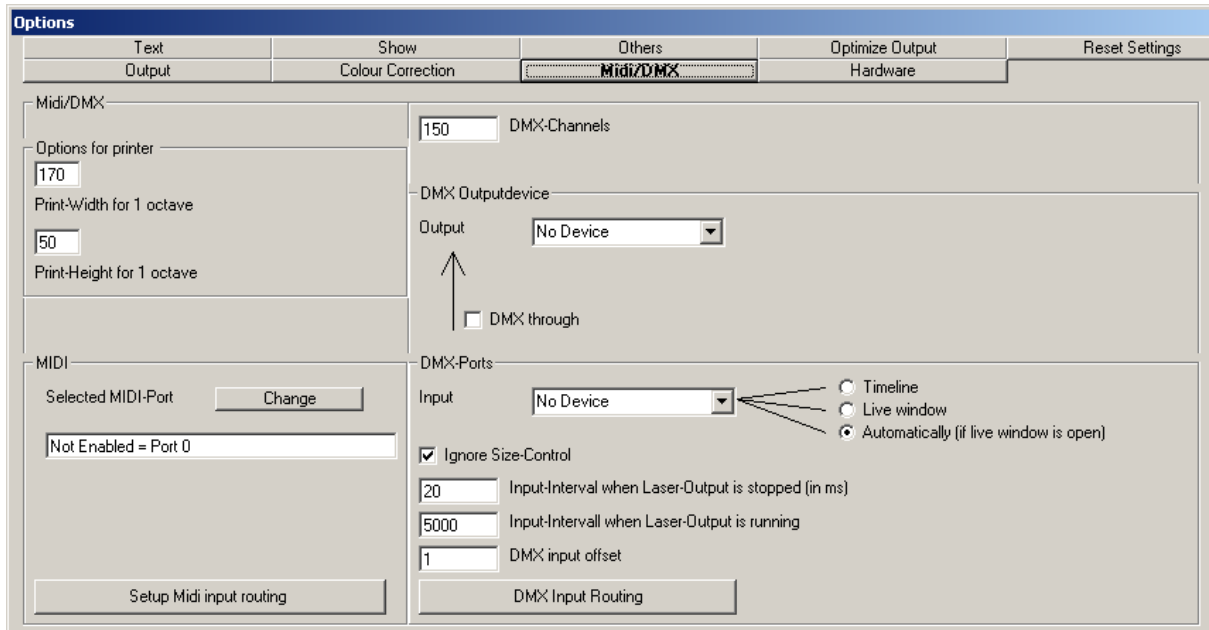 Options
Text
Show
Others
Optimize Output
Reset Settings
Output
Colour Correction
Midi/DMX
Hardware
Midi/DMX
Options for printer
170
Print-Width for 1 octave
50
Print-Height for 1 octave
150 DMX-Channels
DMX Outputdevice
Output No Device
DMX through
MIDI
Selected MIDI-Port Change
Not Enabled = Port 0
Setup Midi input routing
DMX-Ports
Input No Device
Timeline
Live window
Automatically (if live window is open)
Ignore Size-Control
20 Input-Interval when Laser-Output is stopped (in ms)
5000 Input-Intervall when Laser-Output is running
1 DMX input offset
DMX Input Routing